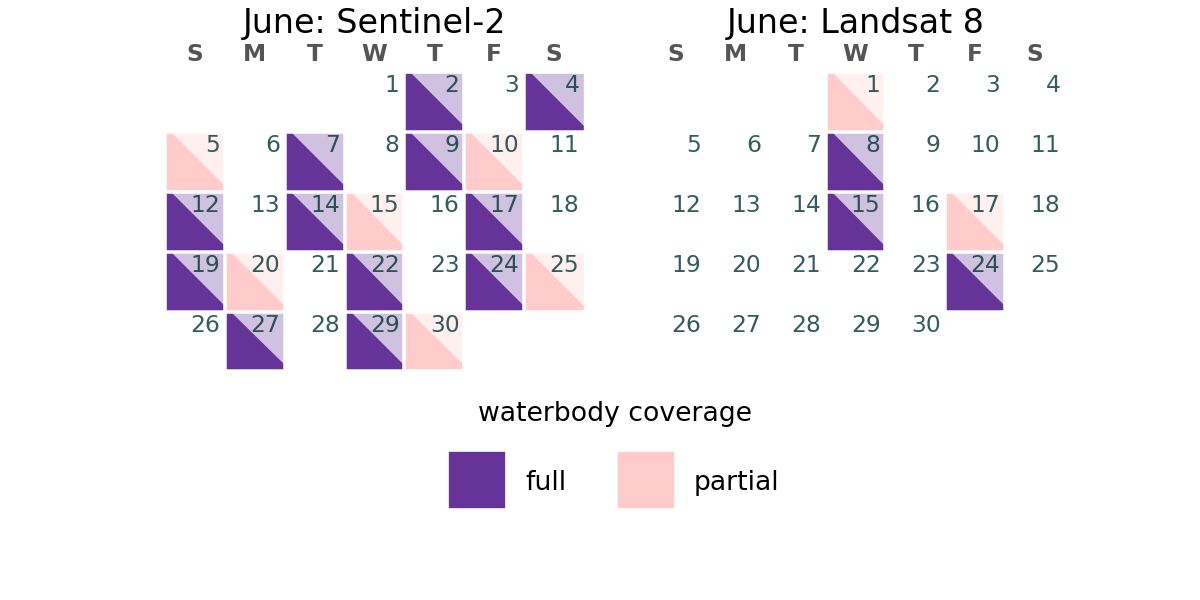 June: Sentinel-2
S M T W T F S
1 2 3 4
5 6 7 8 9 10 11
12 13 14 15 16 17 18
19 20 21 22 23 24 25
26 27 28 29 30
June: Landsat 8
S M T W T F S
1 2 3 4
5 6 7 8 9 10 11
12 13 14 15 16 17 18
19 20 21 22 23 24 25
26 27 28 29 30
waterbody coverage
full
partial